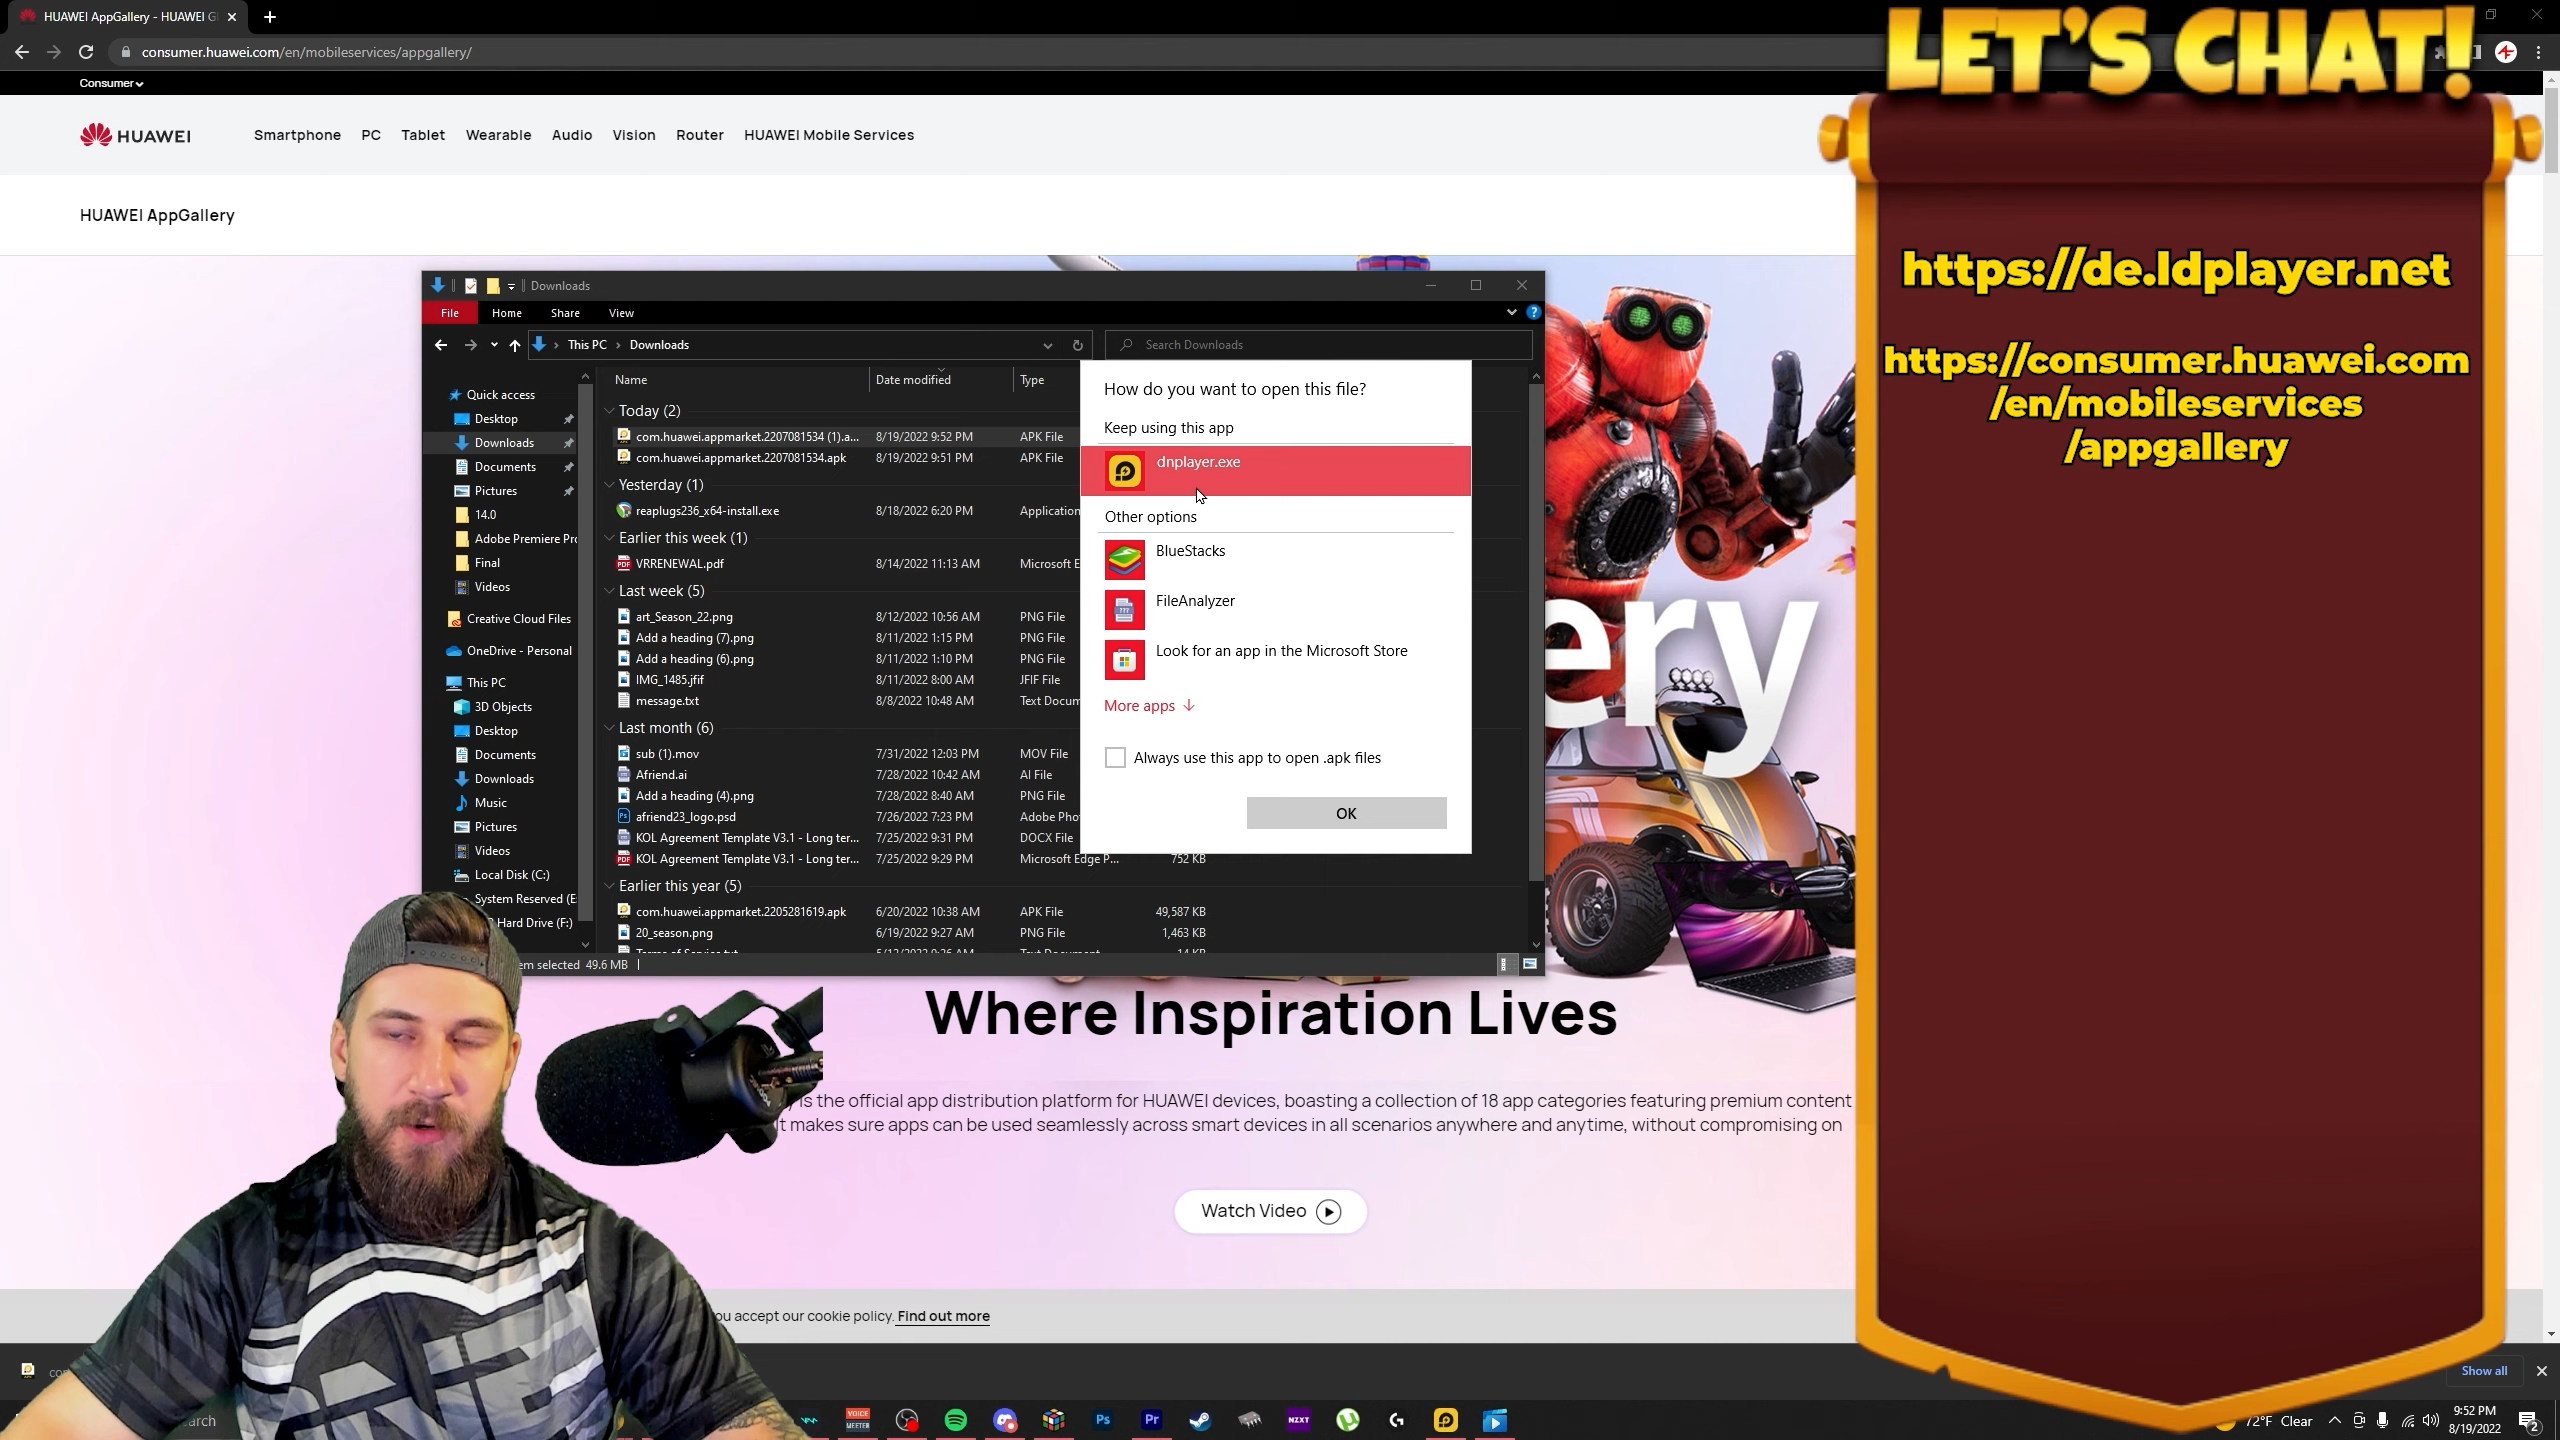 HUAWEI AppGallery - HUAWEI G
consumer.huawei.com/en/mobileservices/appgallery/
Consumer
HUAWEI
Smartphone PC Tablet Wearable Audio Vision Router HUAWEI Mobile Services
HUAWEI AppGallery
LET'S CHAT!
https://de.ldplayer.net
https://consumer.huawei.com
/en/mobileservices
/appgallery
Downloads
File Home Share View
This PC › Downloads
Search Downloads
Quick access
Desktop
Downloads
Documents
Pictures
14.0
Adobe Premiere Pr
Final
Videos
Creative Cloud Files
OneDrive - Personal
This PC
3D Objects
Desktop
Documents
Downloads
Music
Pictures
Videos
Local Disk (C:)
System Reserved (E:
Hard Drive (F:)
Name Date modified Type
Today (2)
com.huawei.appmarket.2207081534 (1).a... 8/19/2022 9:52 PM APK File
com.huawei.appmarket.2207081534.apk 8/19/2022 9:51 PM APK File
Yesterday (1)
reaplugs236_x64-install.exe 8/18/2022 6:20 PM Application
Earlier this week (1)
VRRENEWAL.pdf 8/14/2022 11:13 AM Microsoft E
Last week (5)
art_Season_22.png 8/12/2022 10:56 AM PNG File
Add a heading (7).png 8/11/2022 1:15 PM PNG File
Add a heading (6).png 8/11/2022 1:10 PM PNG File
IMG_1485.jfif 8/11/2022 8:00 AM JFIF File
message.txt 8/8/2022 10:48 AM Text Docum
Last month (6)
sub (1).mov 7/31/2022 12:03 PM MOV File
Afriend.ai 7/28/2022 10:42 AM AI File
Add a heading (4).png 7/28/2022 8:40 AM PNG File
afriend23_logo.psd 7/26/2022 7:23 PM Adobe Pho
KOL Agreement Template V3.1 - Long ter... 7/25/2022 9:31 PM DOCX File
KOL Agreement Template V3.1 - Long ter... 7/25/2022 9:29 PM Microsoft Edge P... 752 KB
Earlier this year (5)
com.huawei.appmarket.2205281619.apk 6/20/2022 10:38 AM APK File 49,587 KB
20_season.png 6/19/2022 9:27 AM PNG File 1,463 KB
em selected 49.6 MB
How do you want to open this file?
Keep using this app
dnplayer.exe
Other options
BlueStacks
FileAnalyzer
Look for an app in the Microsoft Store
More apps
Always use this app to open .apk files
OK
ery
Where Inspiration Lives
is the official app distribution platform for HUAWEI devices, boasting a collection of 18 app categories featuring premium content
t makes sure apps can be used seamlessly across smart devices in all scenarios anywhere and anytime, without compromising on
Watch Video
ou accept our cookie policy. Find out more
Show all
arch
VOICE MEETER
Ps
Pr
NZXT
72°F Clear
9:52 PM
8/19/2022
2